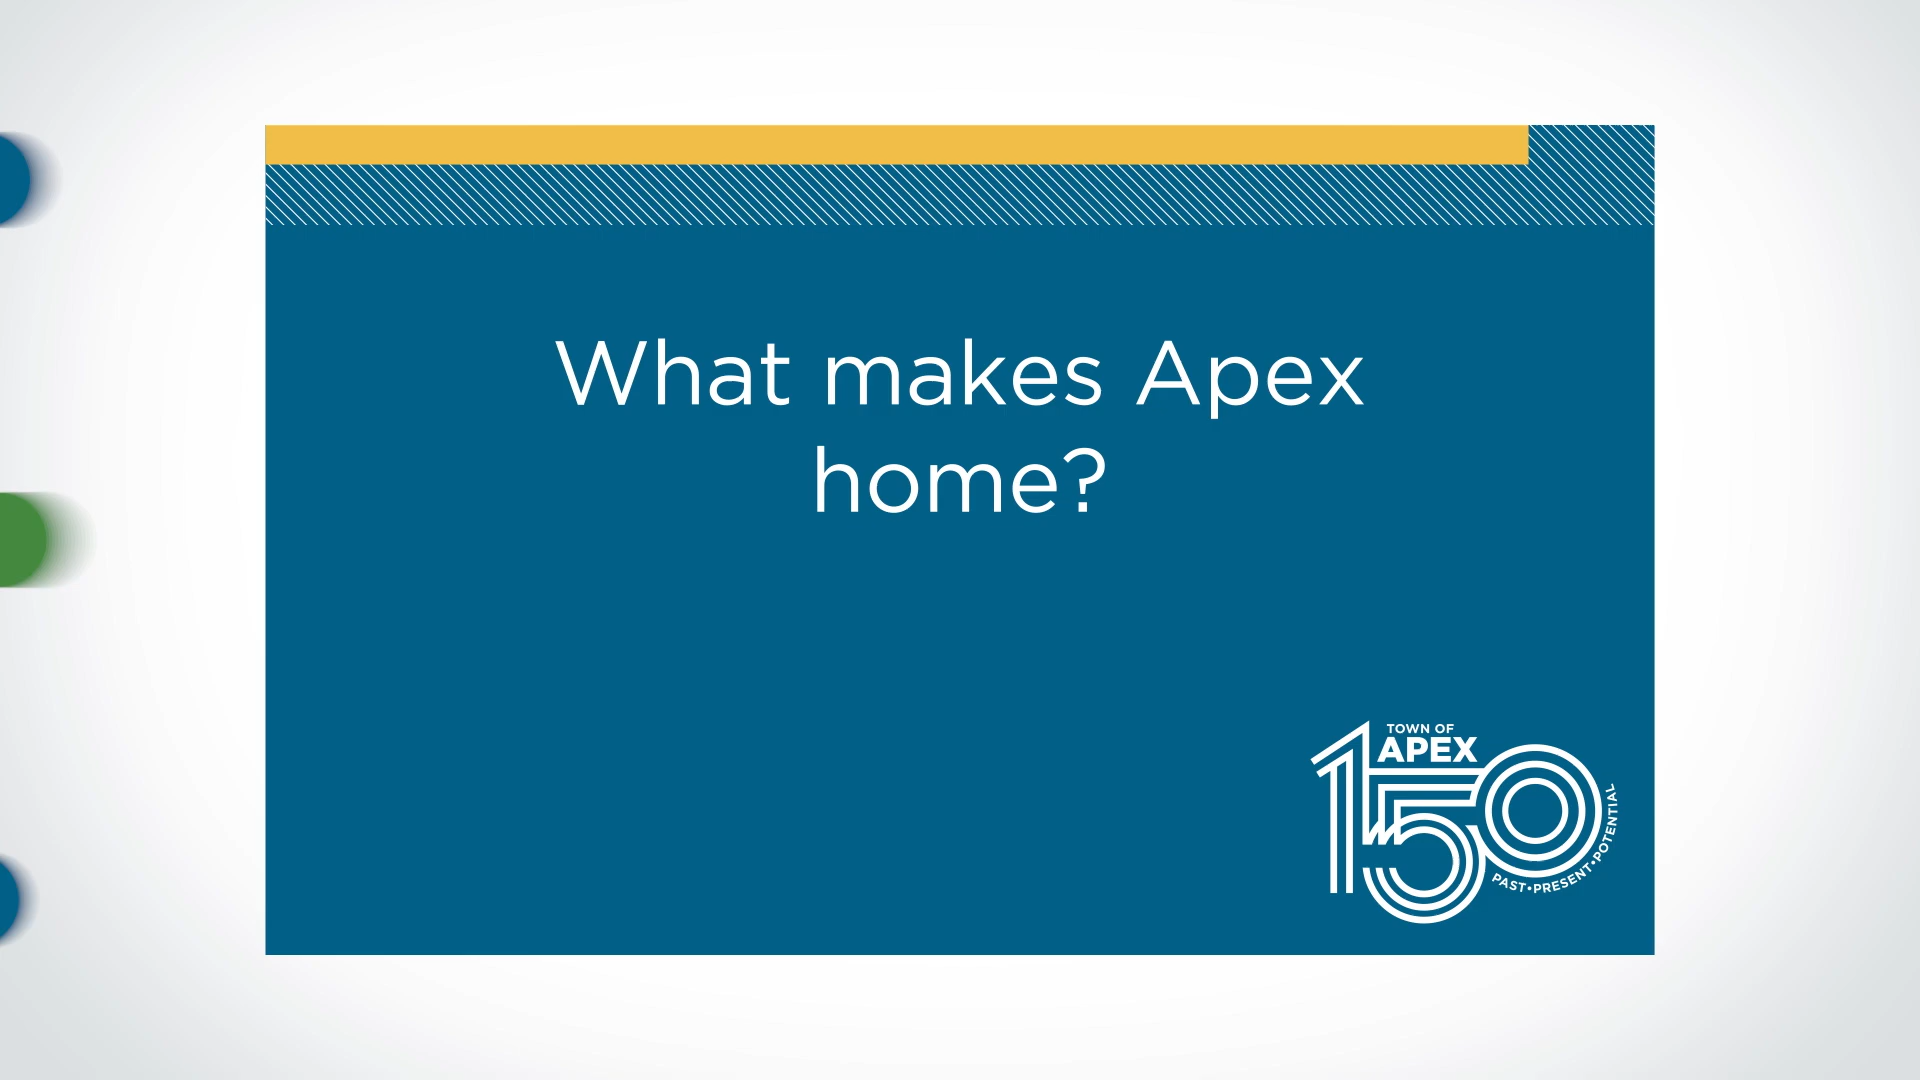 What makes Apex
home?
TOWN OF
APEX
150
PAST•PRESENT•POTENTIAL